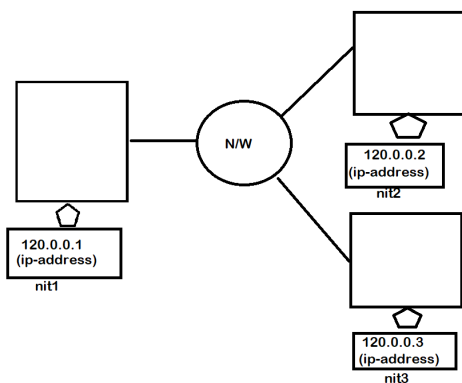 N/W
120.0.0.1
(ip-address)
nit1
120.0.0.2
(ip-address)
nit2
120.0.0.3
(ip-address)
nit3